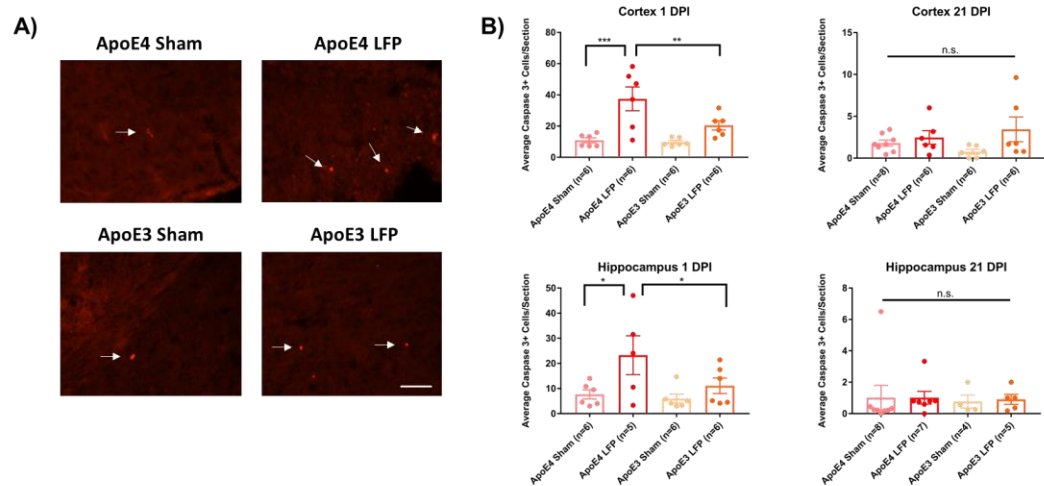 A)
ApoE4 Sham
ApoE4 LFP
ApoE3 Sham
ApoE3 LFP
B)
Cortex 1 DPI
Average Caspase 3+ Cells/Section
80
60
40
20
0
***
**
ApoE4 Sham (n=6)
ApoE4 LFP (n=6)
ApoE3 Sham (n=6)
ApoE3 LFP (n=6)
Cortex 21 DPI
Average Caspase 3+ Cells/Section
15
10
5
0
n.s.
ApoE4 Sham (n=8)
ApoE4 LFP (n=6)
ApoE3 Sham (n=6)
ApoE3 LFP (n=6)
Hippocampus 1 DPI
Average Caspase 3+ Cells/Section
50
40
30
20
10
0
*
*
ApoE4 Sham (n=6)
ApoE4 LFP (n=5)
ApoE3 Sham (n=6)
ApoE3 LFP (n=6)
Hippocampus 21 DPI
Average Caspase 3+ Cells/Section
8
6
4
2
0
n.s.
ApoE4 Sham (n=8)
ApoE4 LFP (n=7)
ApoE3 Sham (n=4)
ApoE3 LFP (n=5)